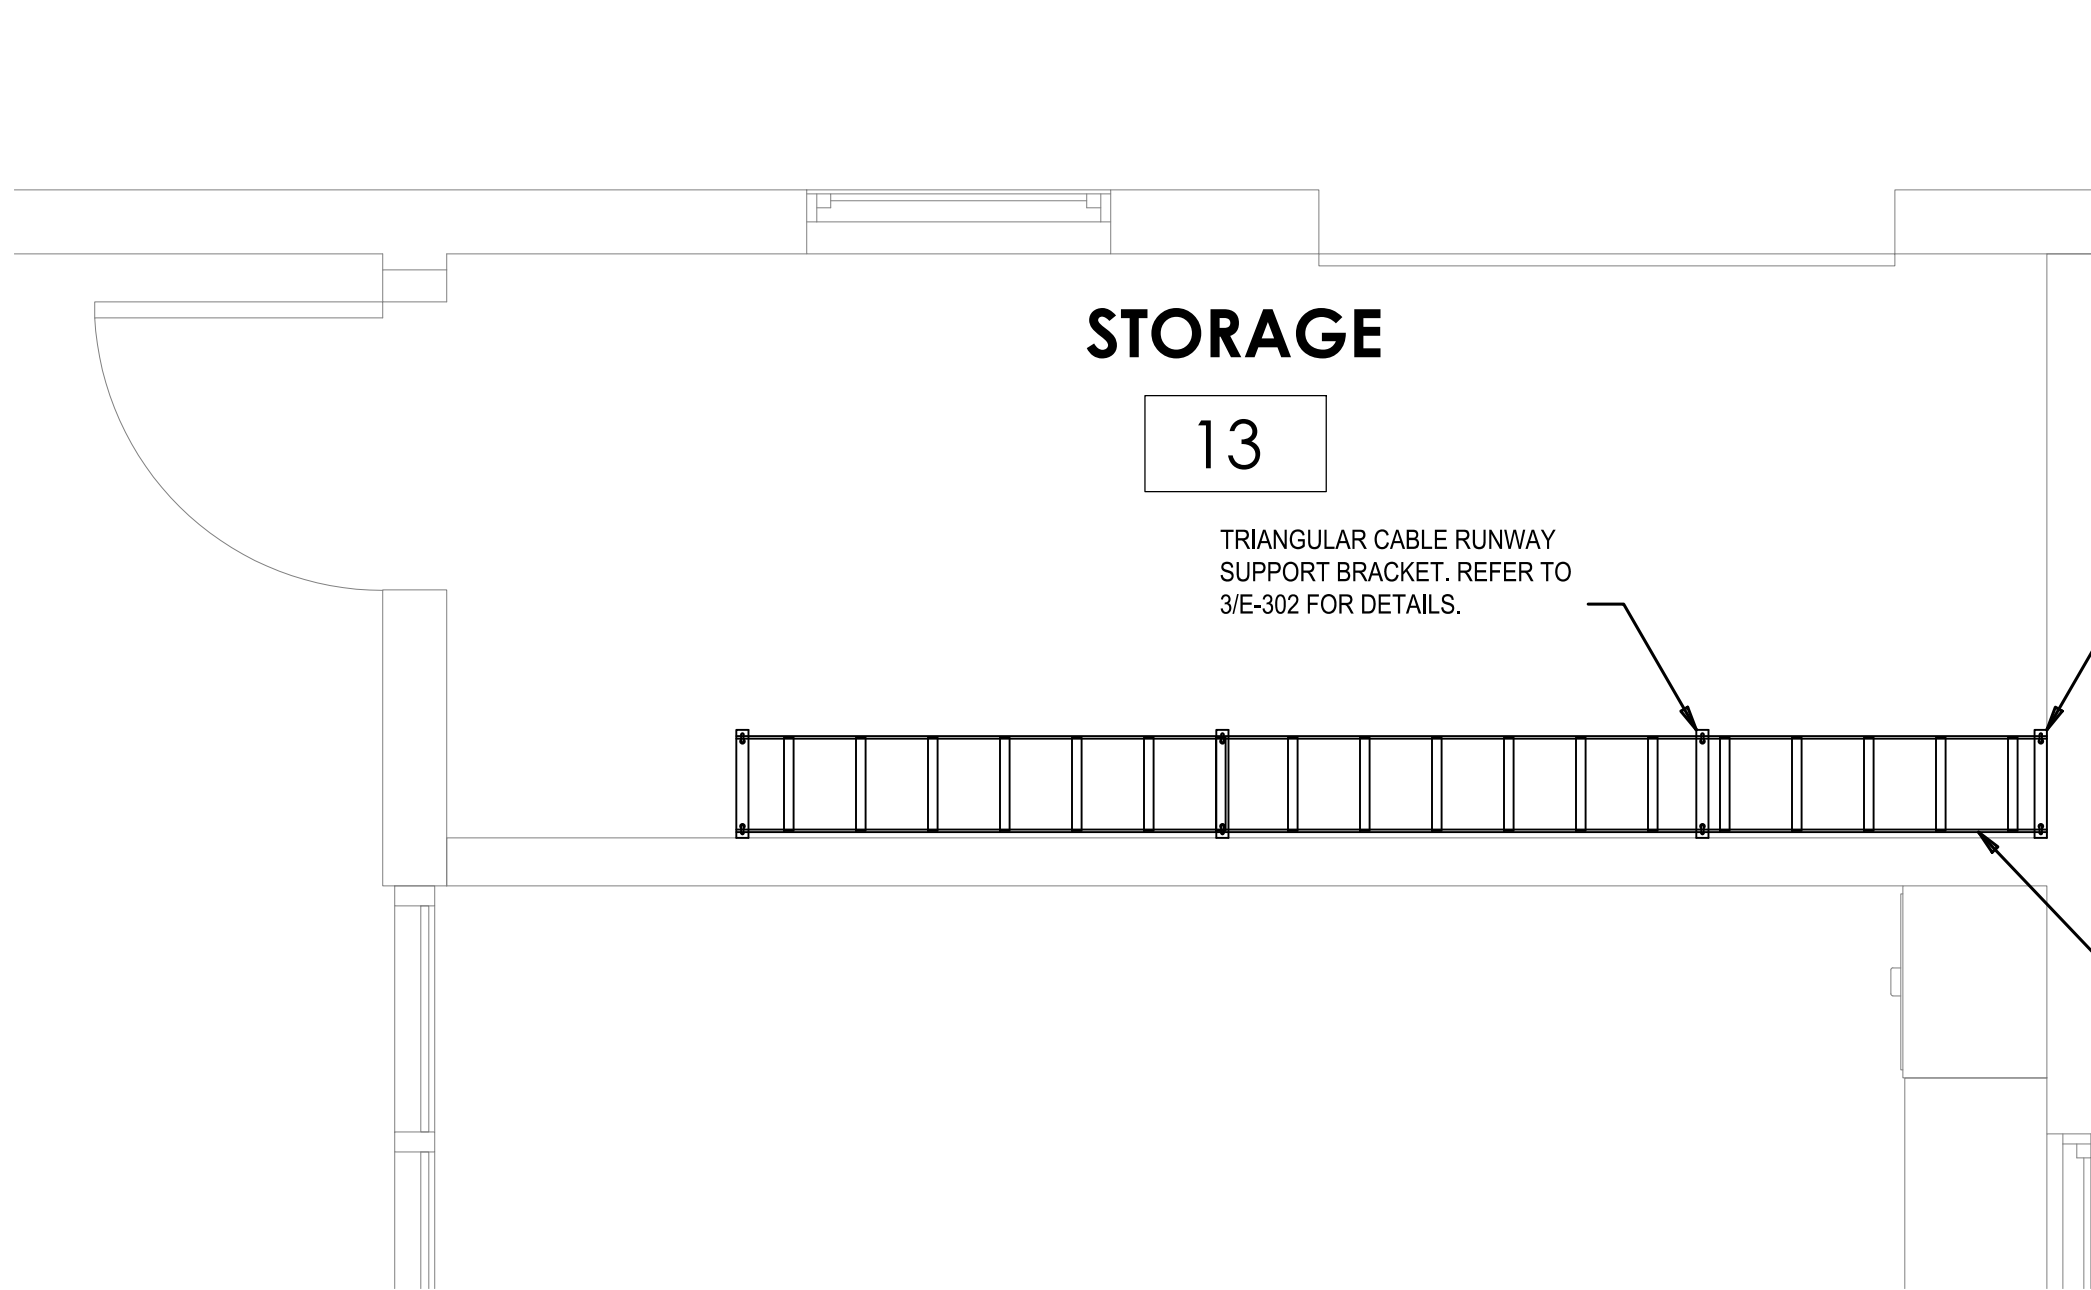 STORAGE
13
TRIANGULAR CABLE RUNWAY
SUPPORT BRACKET. REFER TO
3/E-302 FOR DETAILS.